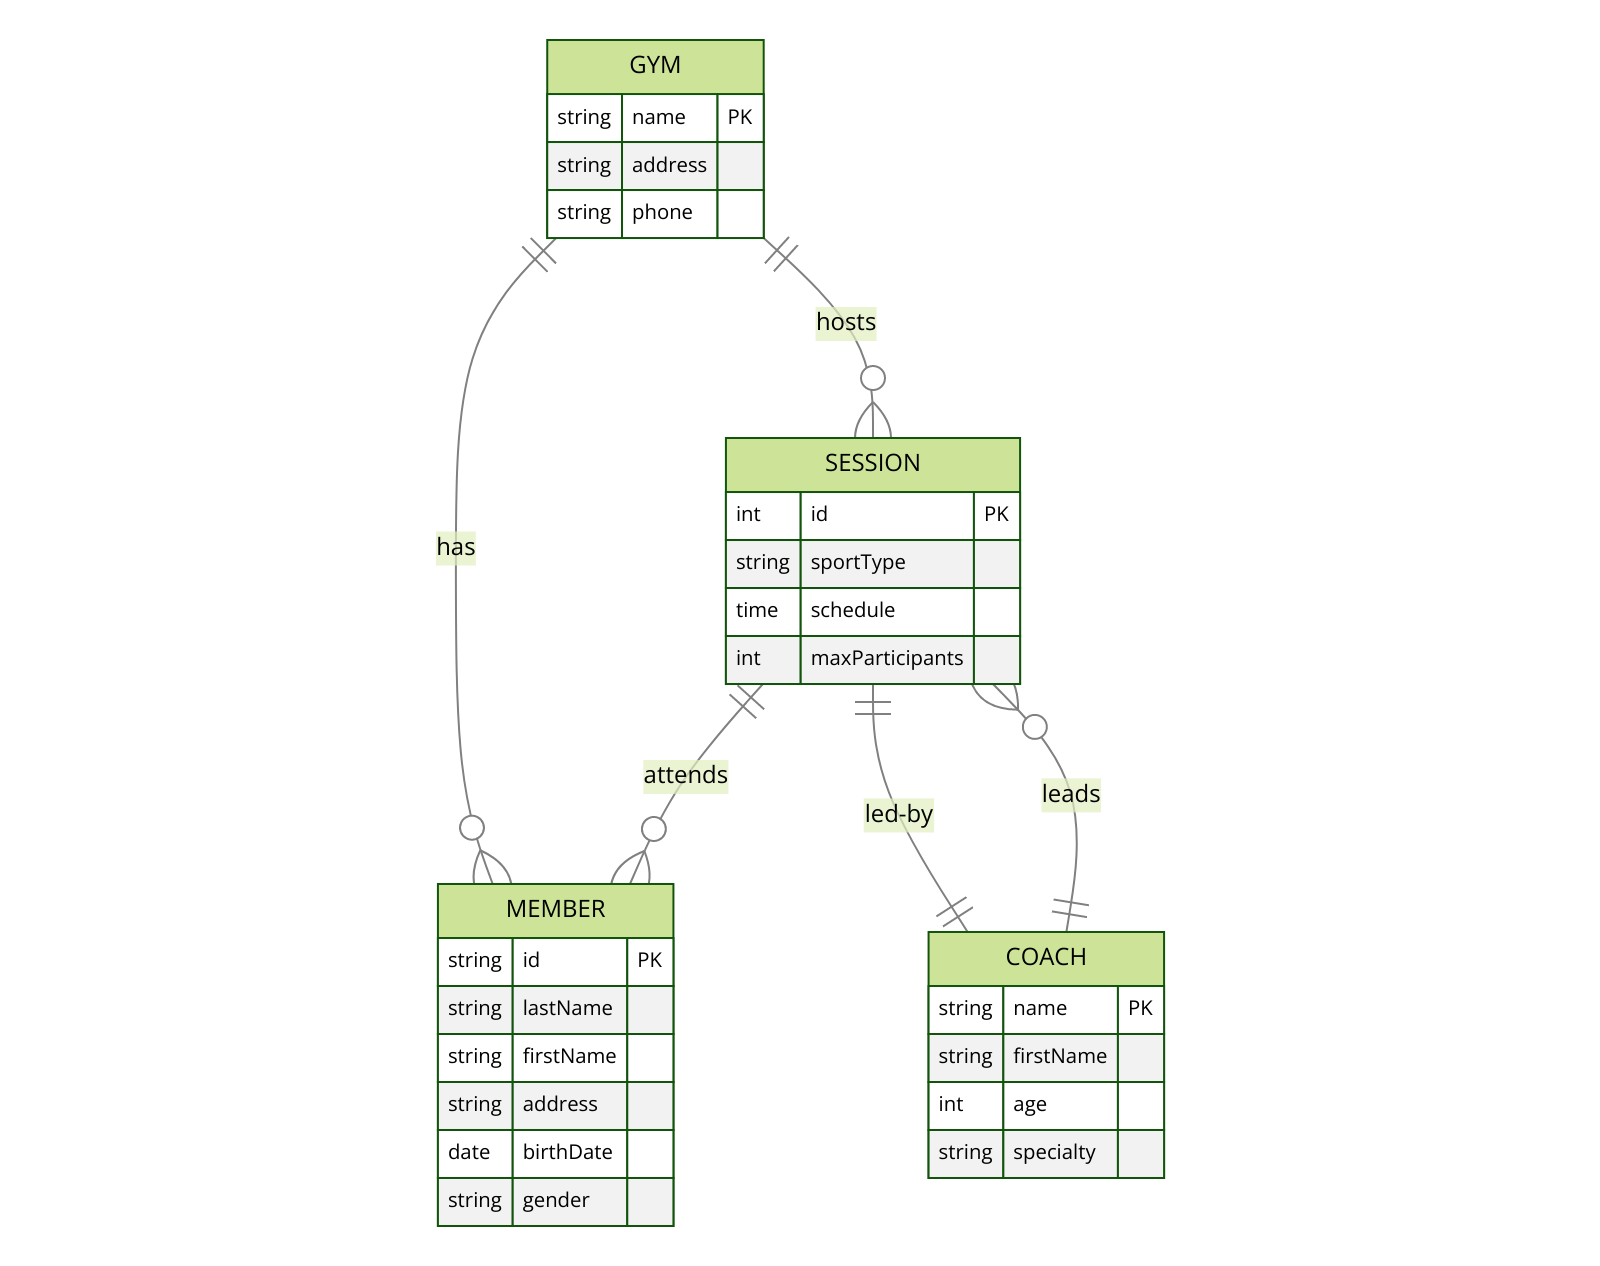 GYM
string name PK
string address
string phone
hosts
SESSION
int id PK
string sportType
time schedule
int maxParticipants
has
attends
led-by
leads
MEMBER
string id PK
string lastName
string firstName
string address
date birthDate
string gender
COACH
string name PK
string firstName
int age
string specialty